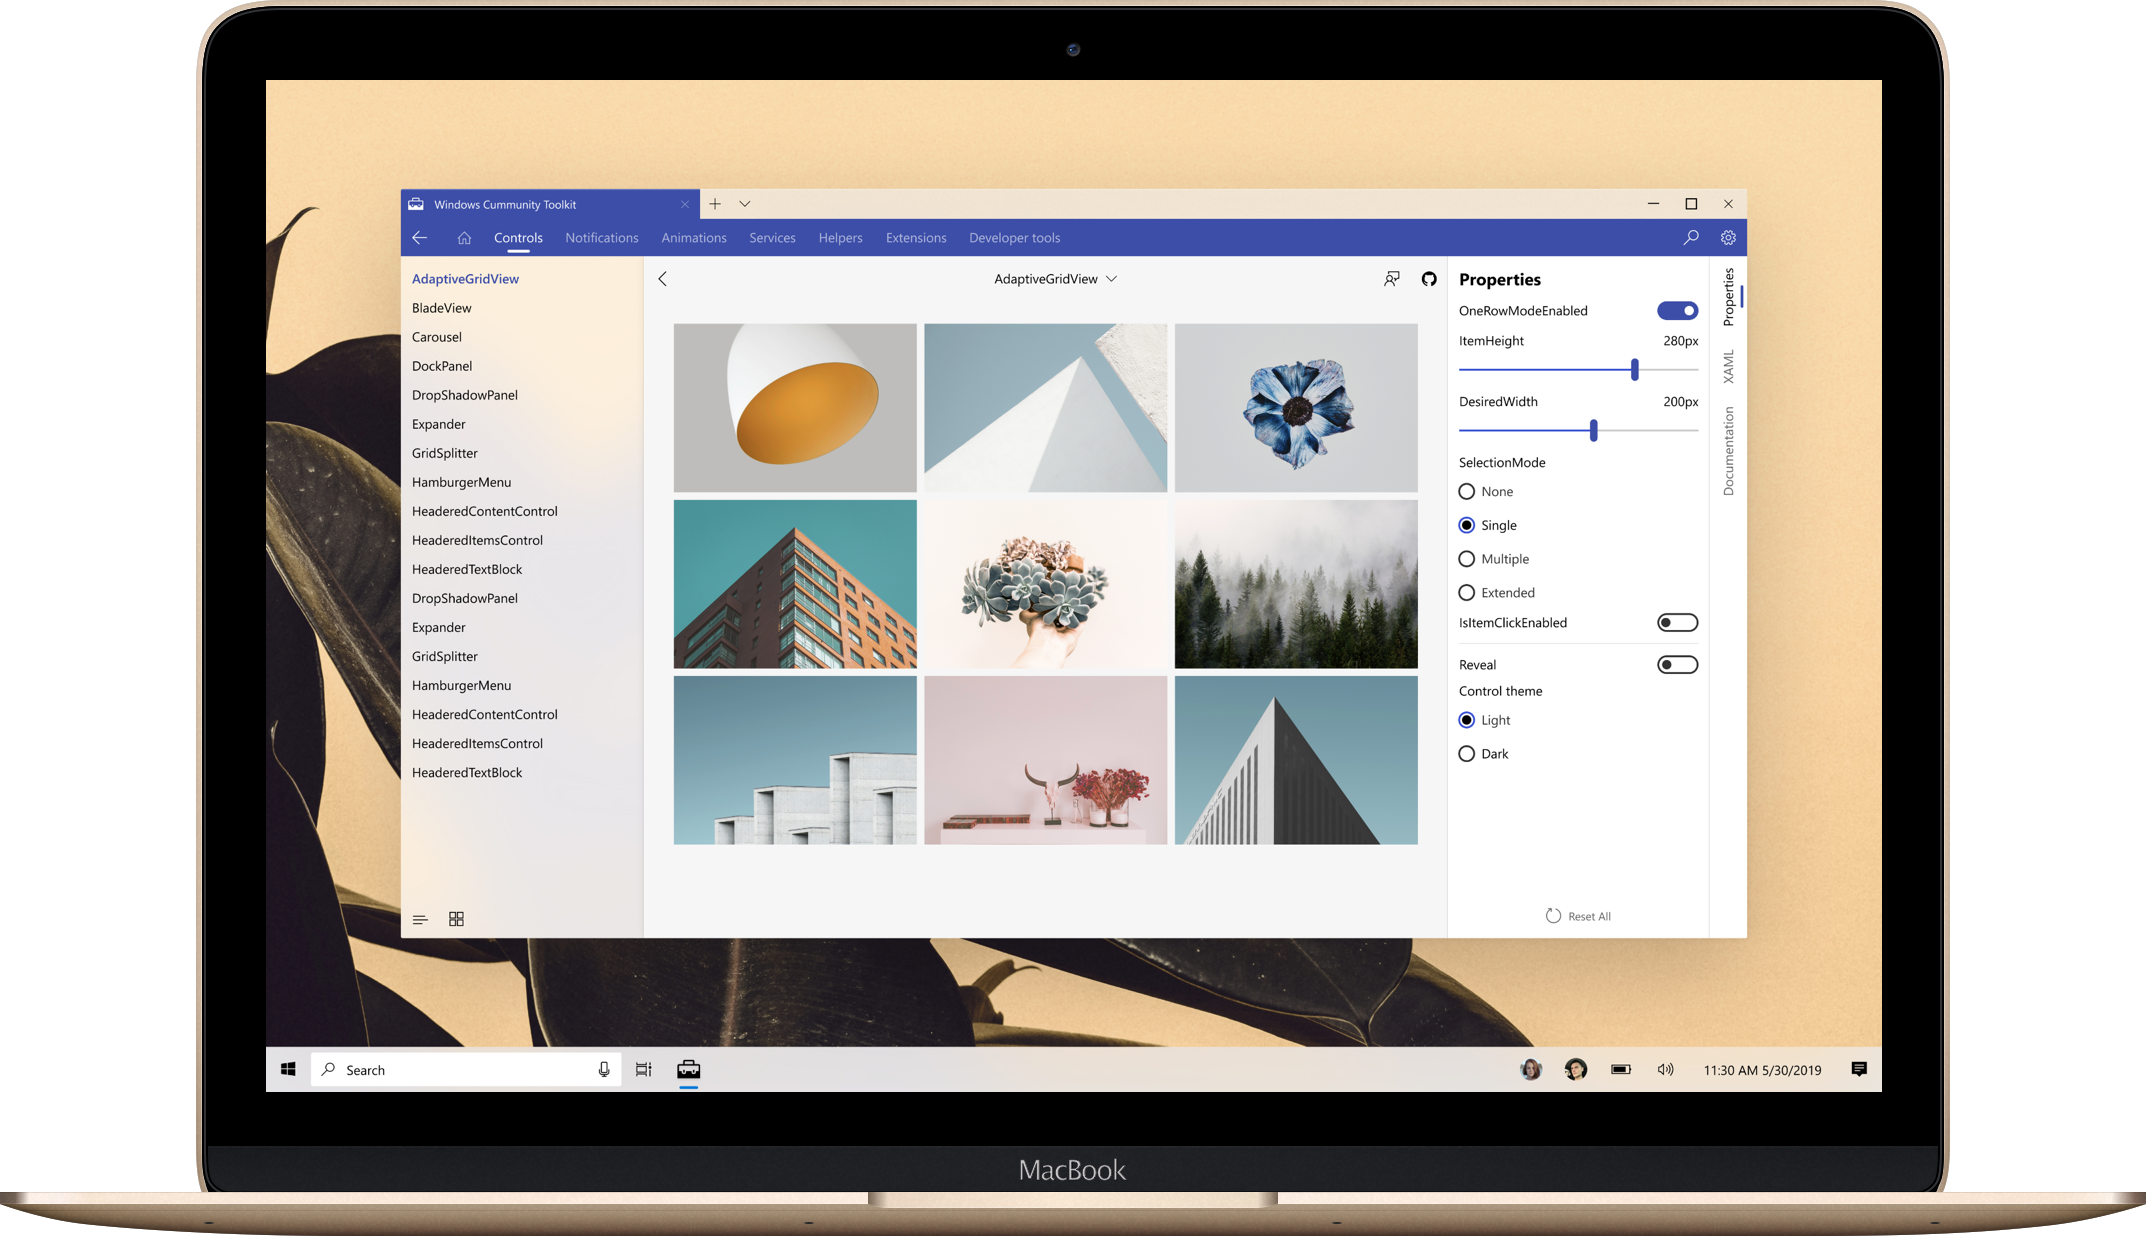 Windows Cummunity Toolkit
Controls Notifications Animations Services Helpers Extensions Developer tools
AdaptiveGridView
BladeView
Carousel
DockPanel
DropShadowPanel
Expander
GridSplitter
HamburgerMenu
HeaderedContentControl
HeaderedItemsControl
HeaderedTextBlock
DropShadowPanel
Expander
GridSplitter
HamburgerMenu
HeaderedContentControl
HeaderedItemsControl
HeaderedTextBlock
AdaptiveGridView
Properties
OneRowModeEnabled
ItemHeight 280px
DesiredWidth 200px
SelectionMode
None
Single
Multiple
Extended
IsItemClickEnabled
Reveal
Control theme
Light
Dark
Reset All
Properties
XAML
Documentation
Search
11:30 AM 5/30/2019
MacBook